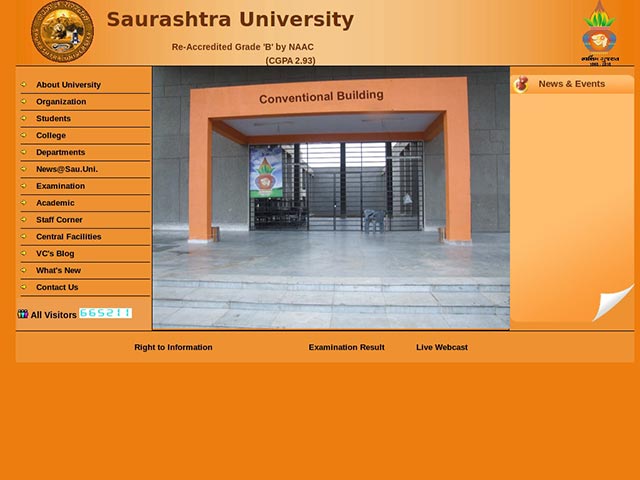 Saurashtra University
Re-Accredited Grade 'B' by NAAC
(CGPA 2.93)
About University
Organization
Students
College
Departments
News@Sau.Uni.
Examination
Academic
Staff Corner
Central Facilities
VC's Blog
What's New
Contact Us
All Visitors 665211
Conventional Building
News & Events
Right to Information
Examination Result
Live Webcast